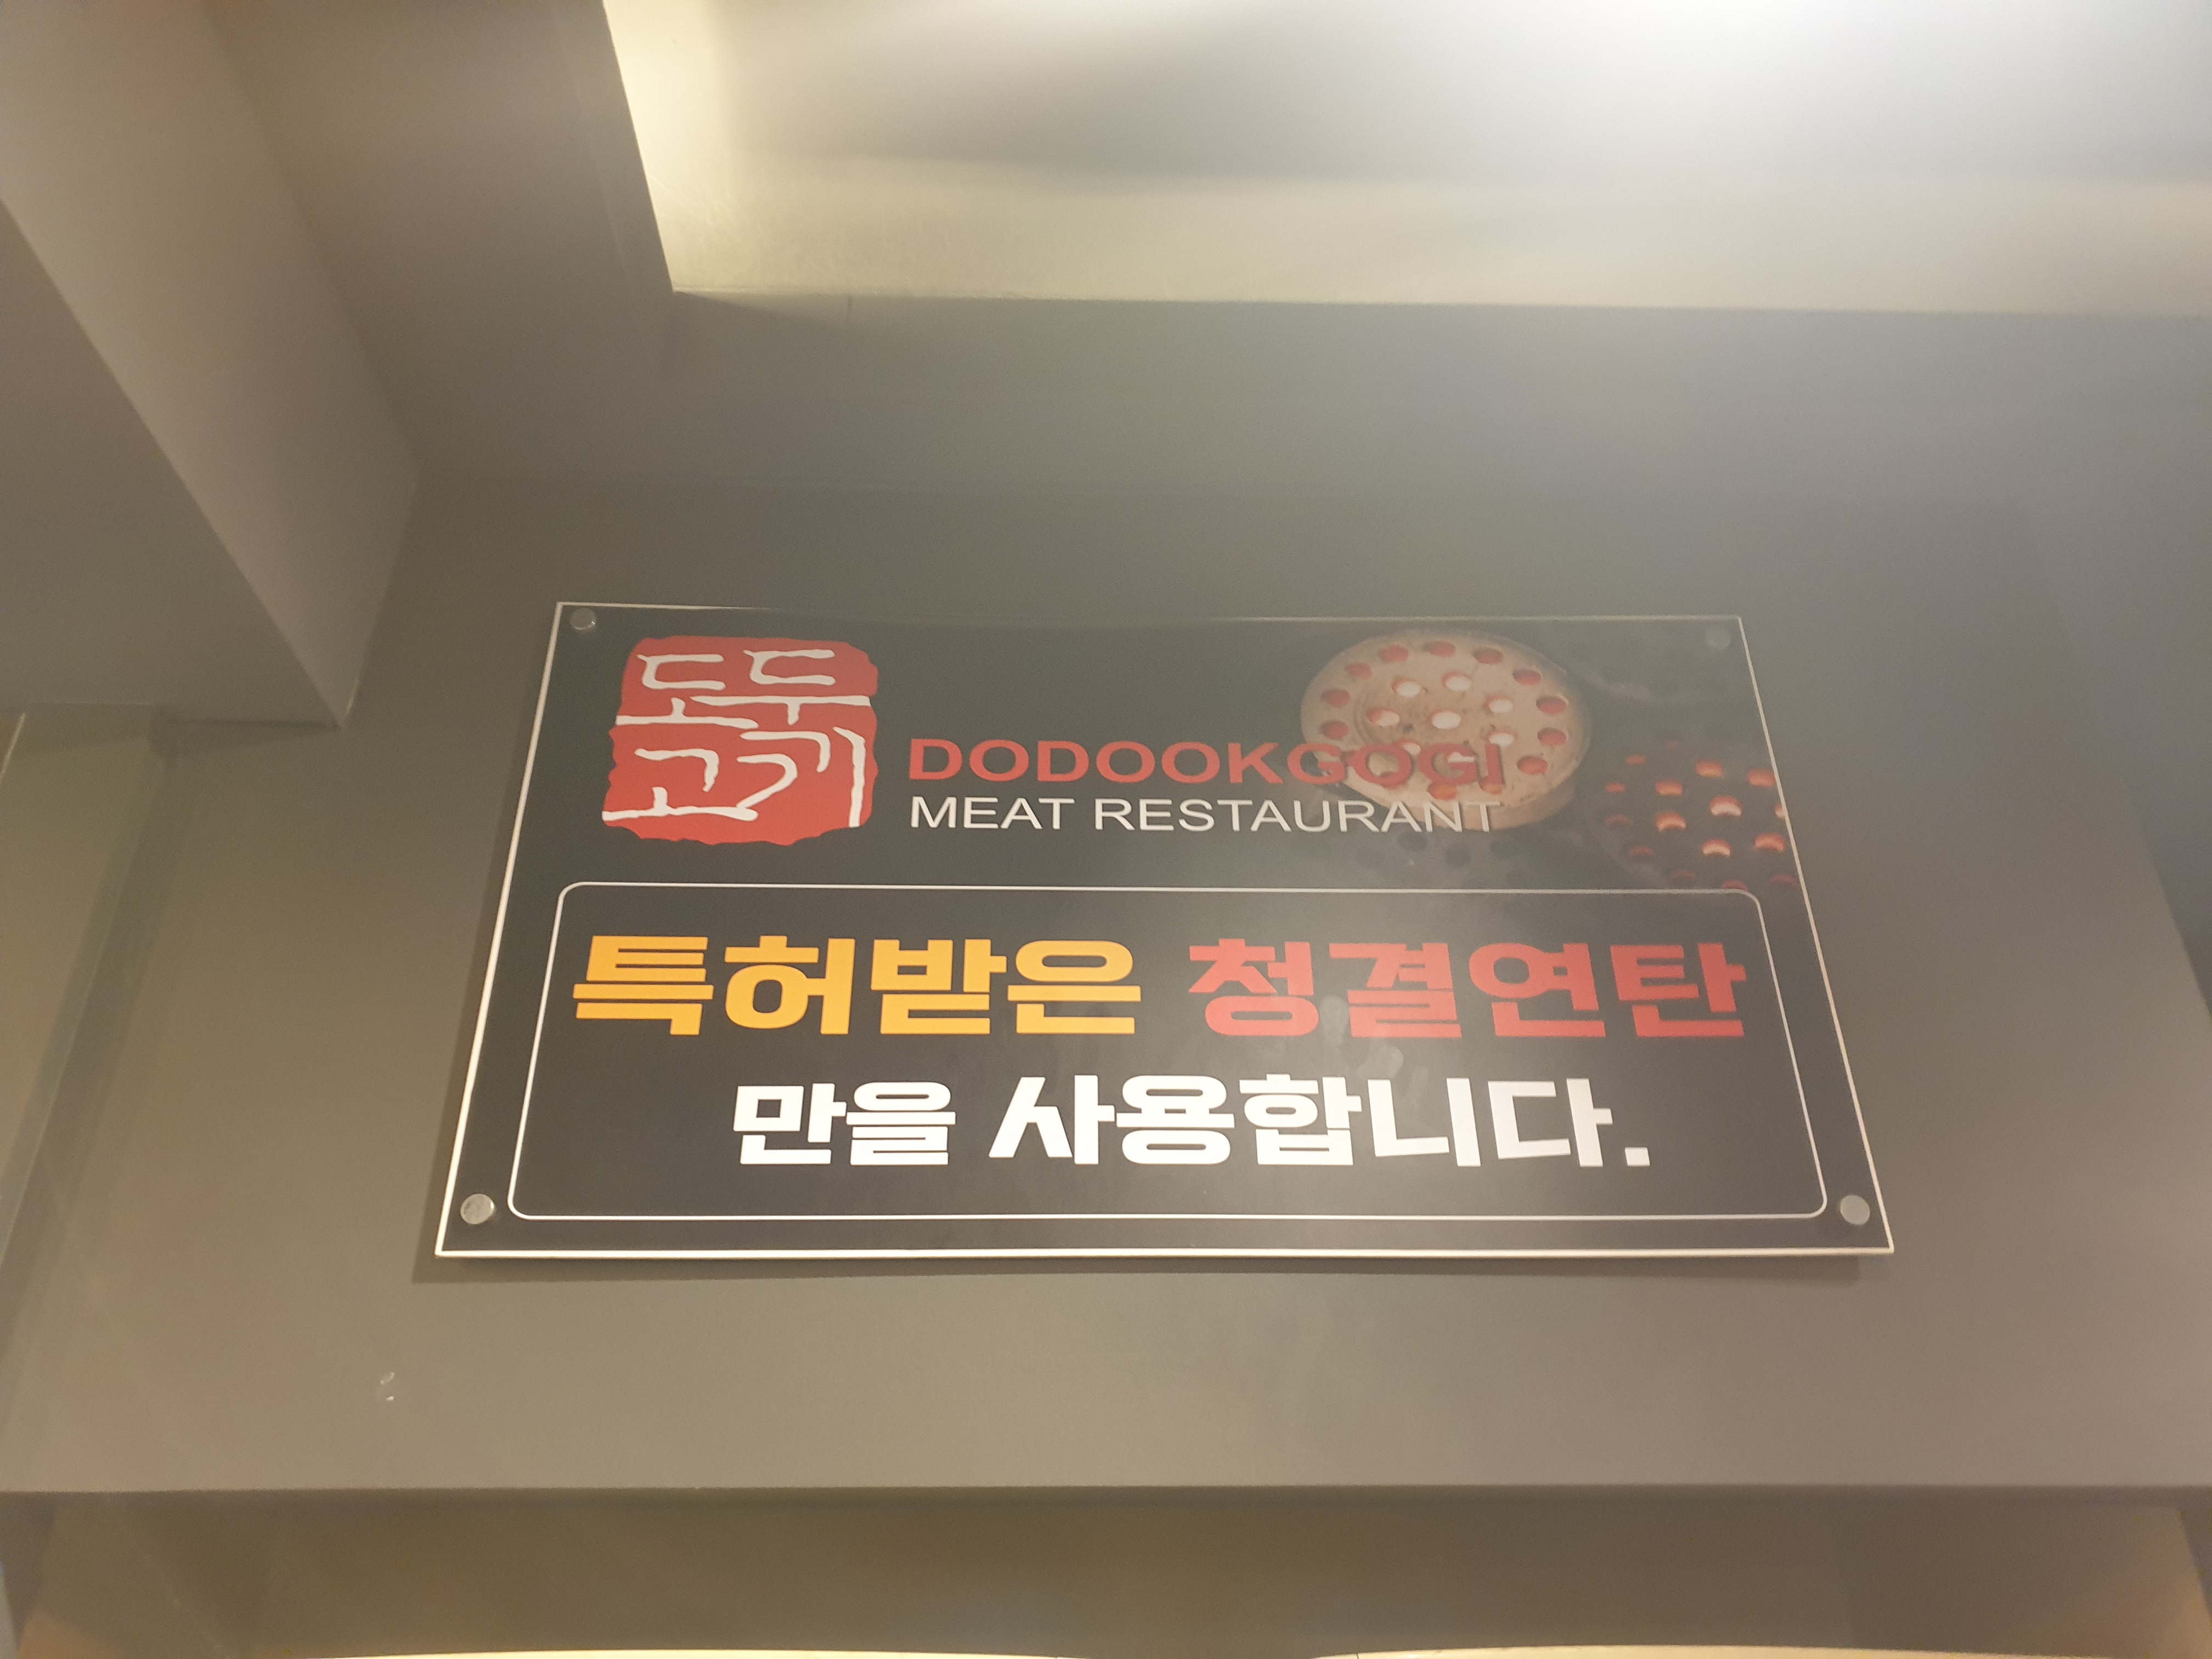 도둑
고기
DODOOKGOGI
MEAT RESTAURANT
특허받은 청결연탄
만을 사용합니다.